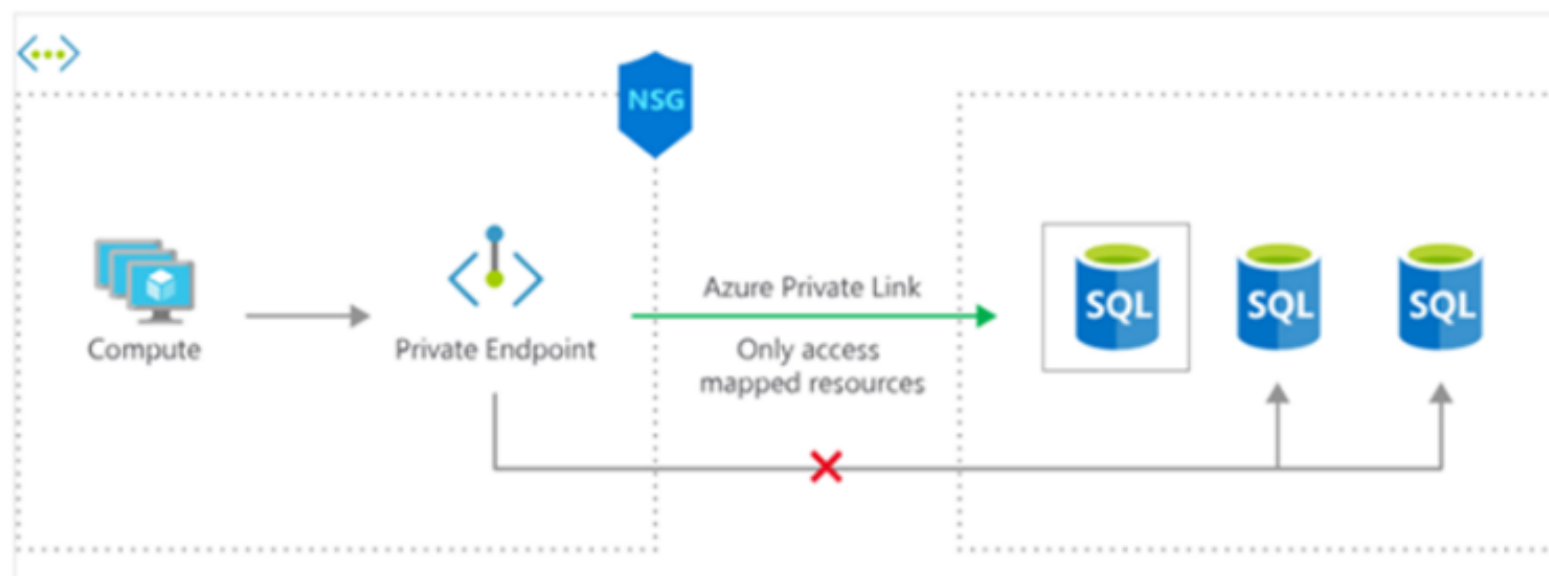 NSG
Compute
Private Endpoint
Azure Private Link
Only access
mapped resources
SQL
SQL
SQL